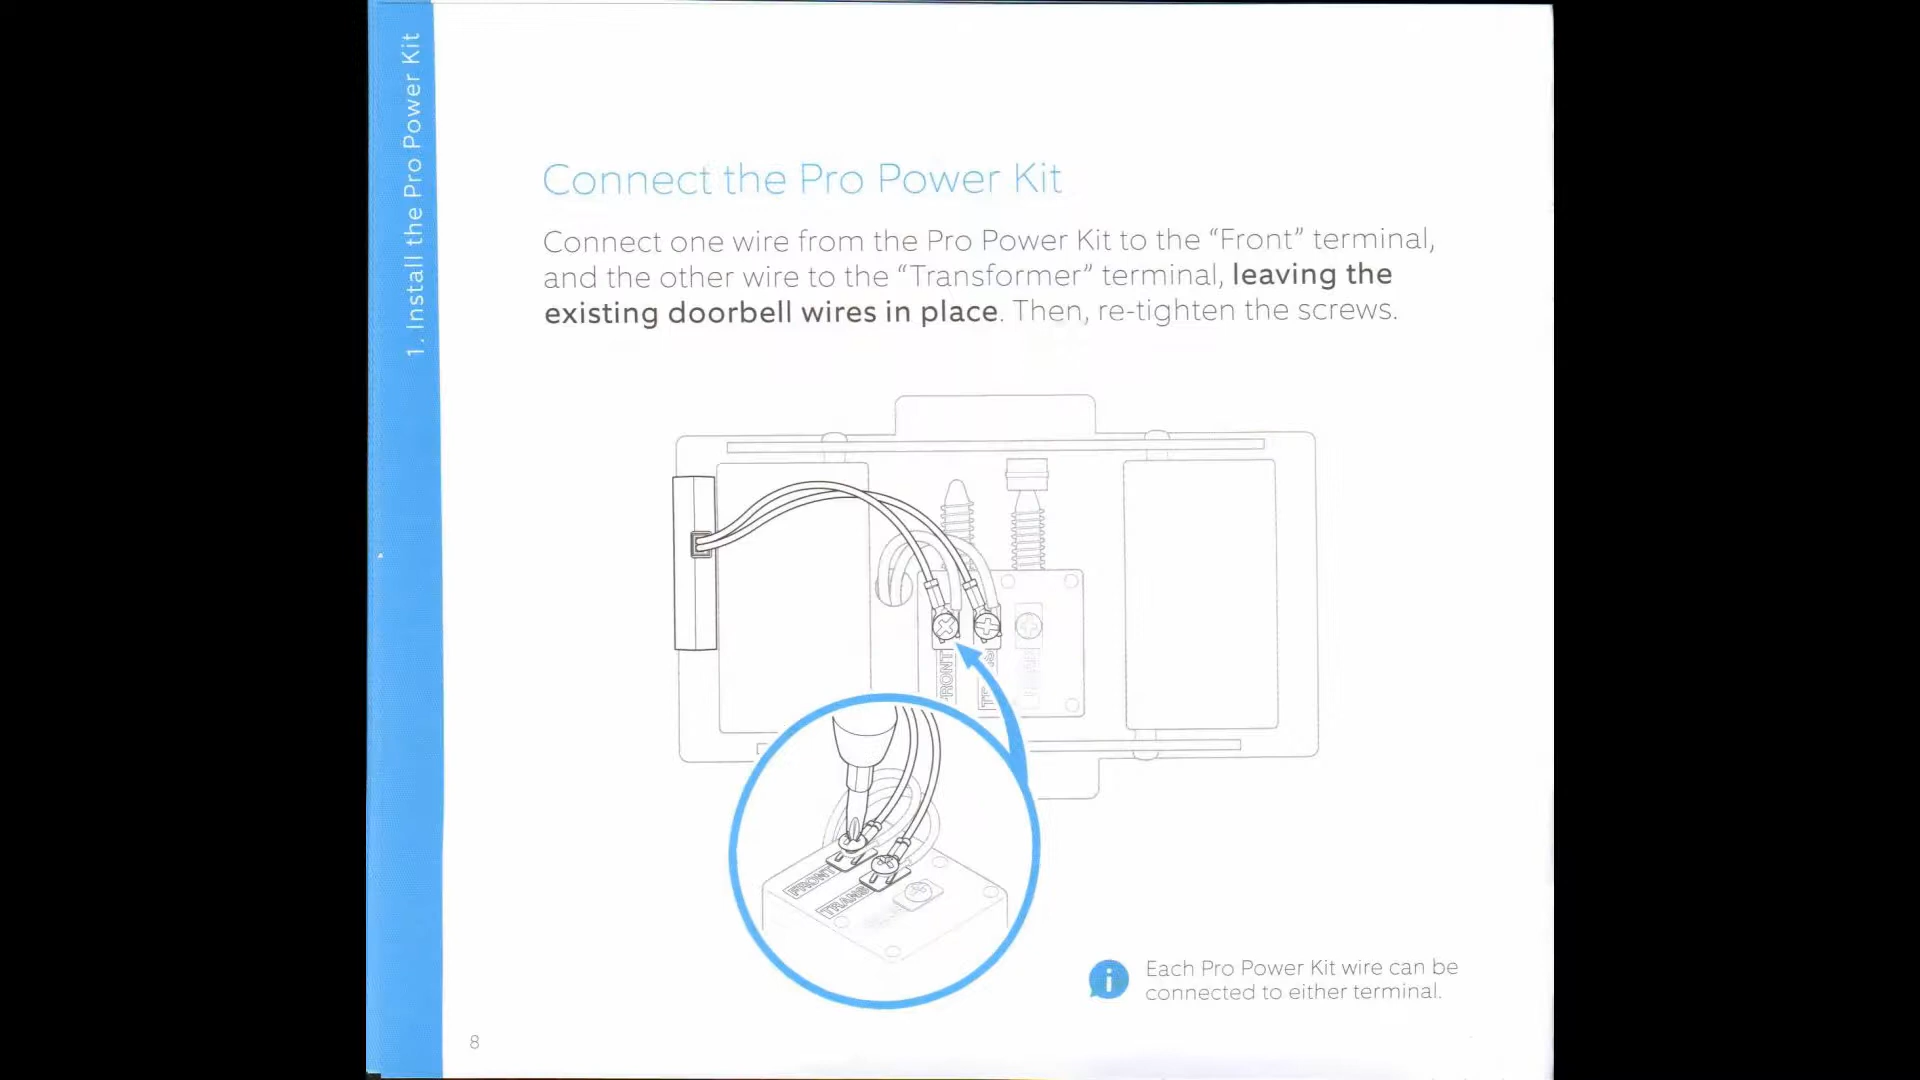 1. Install the Pro Power Kit
Connect the Pro Power Kit
Connect one wire from the Pro Power Kit to the “Front” terminal,
and the other wire to the “Transformer” terminal, leaving the
existing doorbell wires in place. Then, re-tighten the screws.
FRONT
TRANS
Each Pro Power Kit wire can be
connected to either terminal.
8